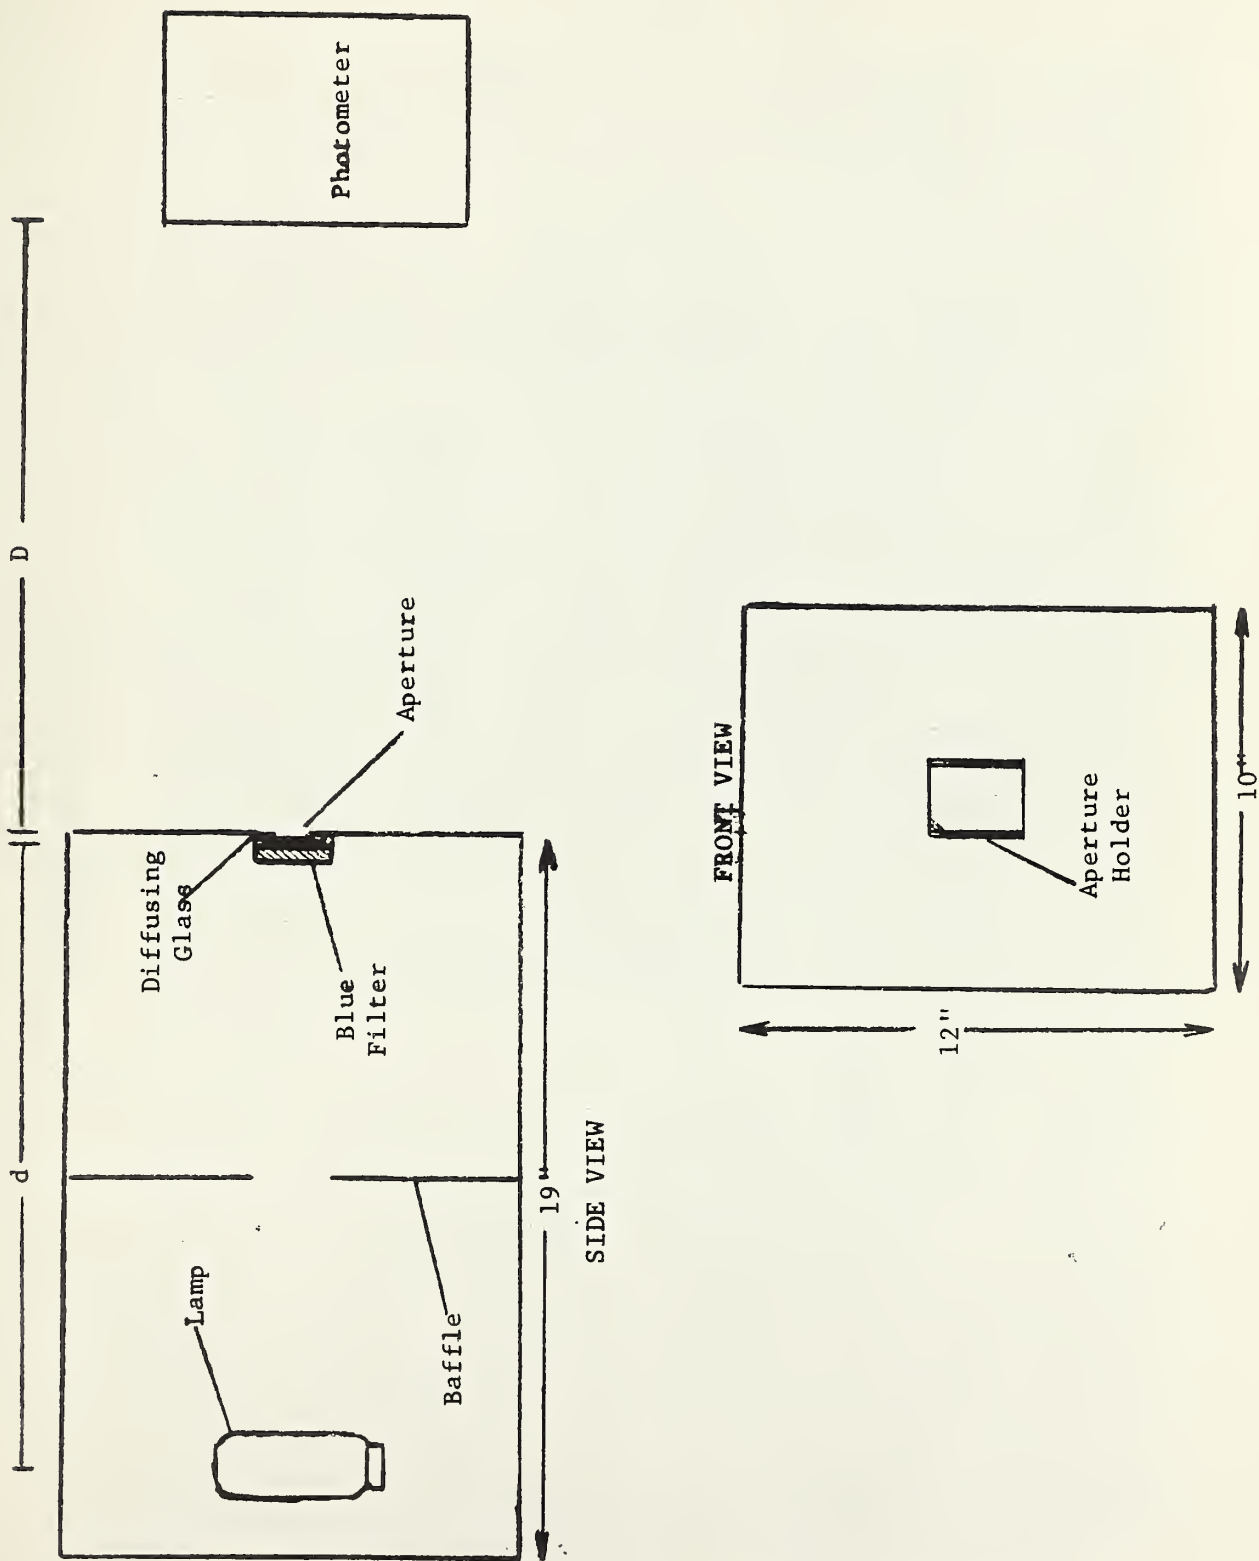 d
D
Lamp
Diffusing
Glass
Blue
Filter
Aperture
Baffle
Photometer
19"
SIDE VIEW
FRONT VIEW
12"
Aperture
Holder
10"